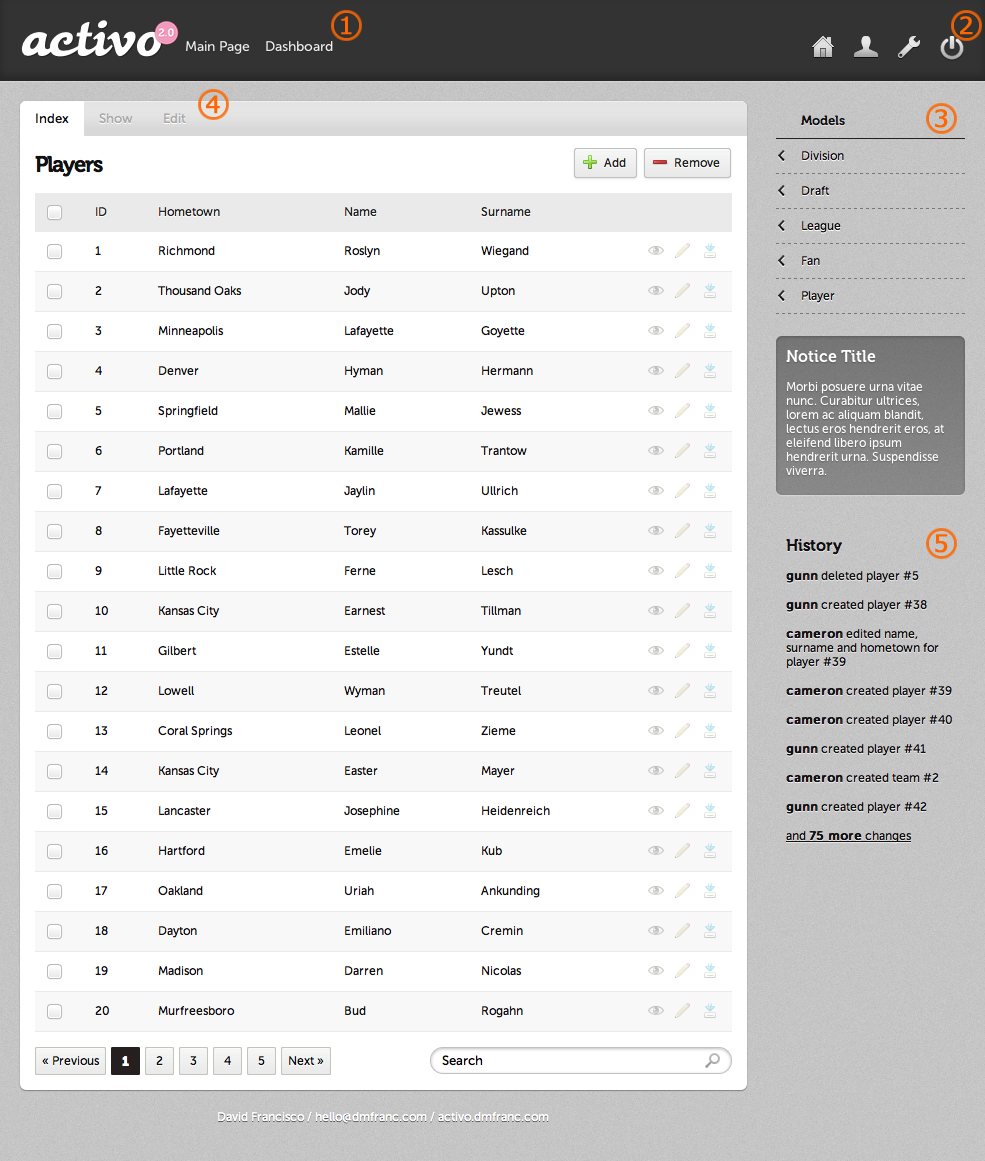 activo 2.0
Main Page Dashboard ①
②
Index Show Edit ④
Players
Add Remove
ID Hometown Name Surname
1 Richmond Roslyn Wiegand
2 Thousand Oaks Jody Upton
3 Minneapolis Lafayette Goyette
4 Denver Hyman Hermann
5 Springfield Mallie Jewess
6 Portland Kamille Trantow
7 Lafayette Jaylin Ullrich
8 Fayetteville Torey Kassulke
9 Little Rock Ferne Lesch
10 Kansas City Earnest Tillman
11 Gilbert Estelle Yundt
12 Lowell Wyman Treutel
13 Coral Springs Leonel Zieme
14 Kansas City Easter Mayer
15 Lancaster Josephine Heidenreich
16 Hartford Emelie Kub
17 Oakland Uriah Ankunding
18 Dayton Emiliano Cremin
19 Madison Darren Nicolas
20 Murfreesboro Bud Rogahn
« Previous 1 2 3 4 5 Next »
Search
Models ③
Division
Draft
League
Fan
Player
Notice Title
Morbi posuere urna vitae
nunc. Curabitur ultrices,
lorem ac aliquam blandit,
lectus eros hendrerit eros, at
eleifend libero ipsum
hendrerit urna. Suspendisse
viverra.
History ⑤
gunn deleted player #5
gunn created player #38
cameron edited name,
surname and hometown for
player #39
cameron created player #39
cameron created player #40
gunn created player #41
cameron created team #2
gunn created player #42
and 75 more changes
David Francisco / hello@dmfranc.com / activo.dmfranc.com